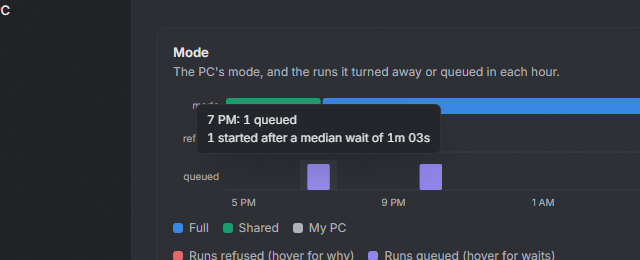 PC
Mode
The PC's mode, and the runs it turned away or queued in each hour.
7 PM: 1 queued
1 started after a median wait of 1m 03s
queued
5 PM 9 PM 1 AM
Full Shared My PC
Runs refused (hover for why) Runs queued (hover for waits)